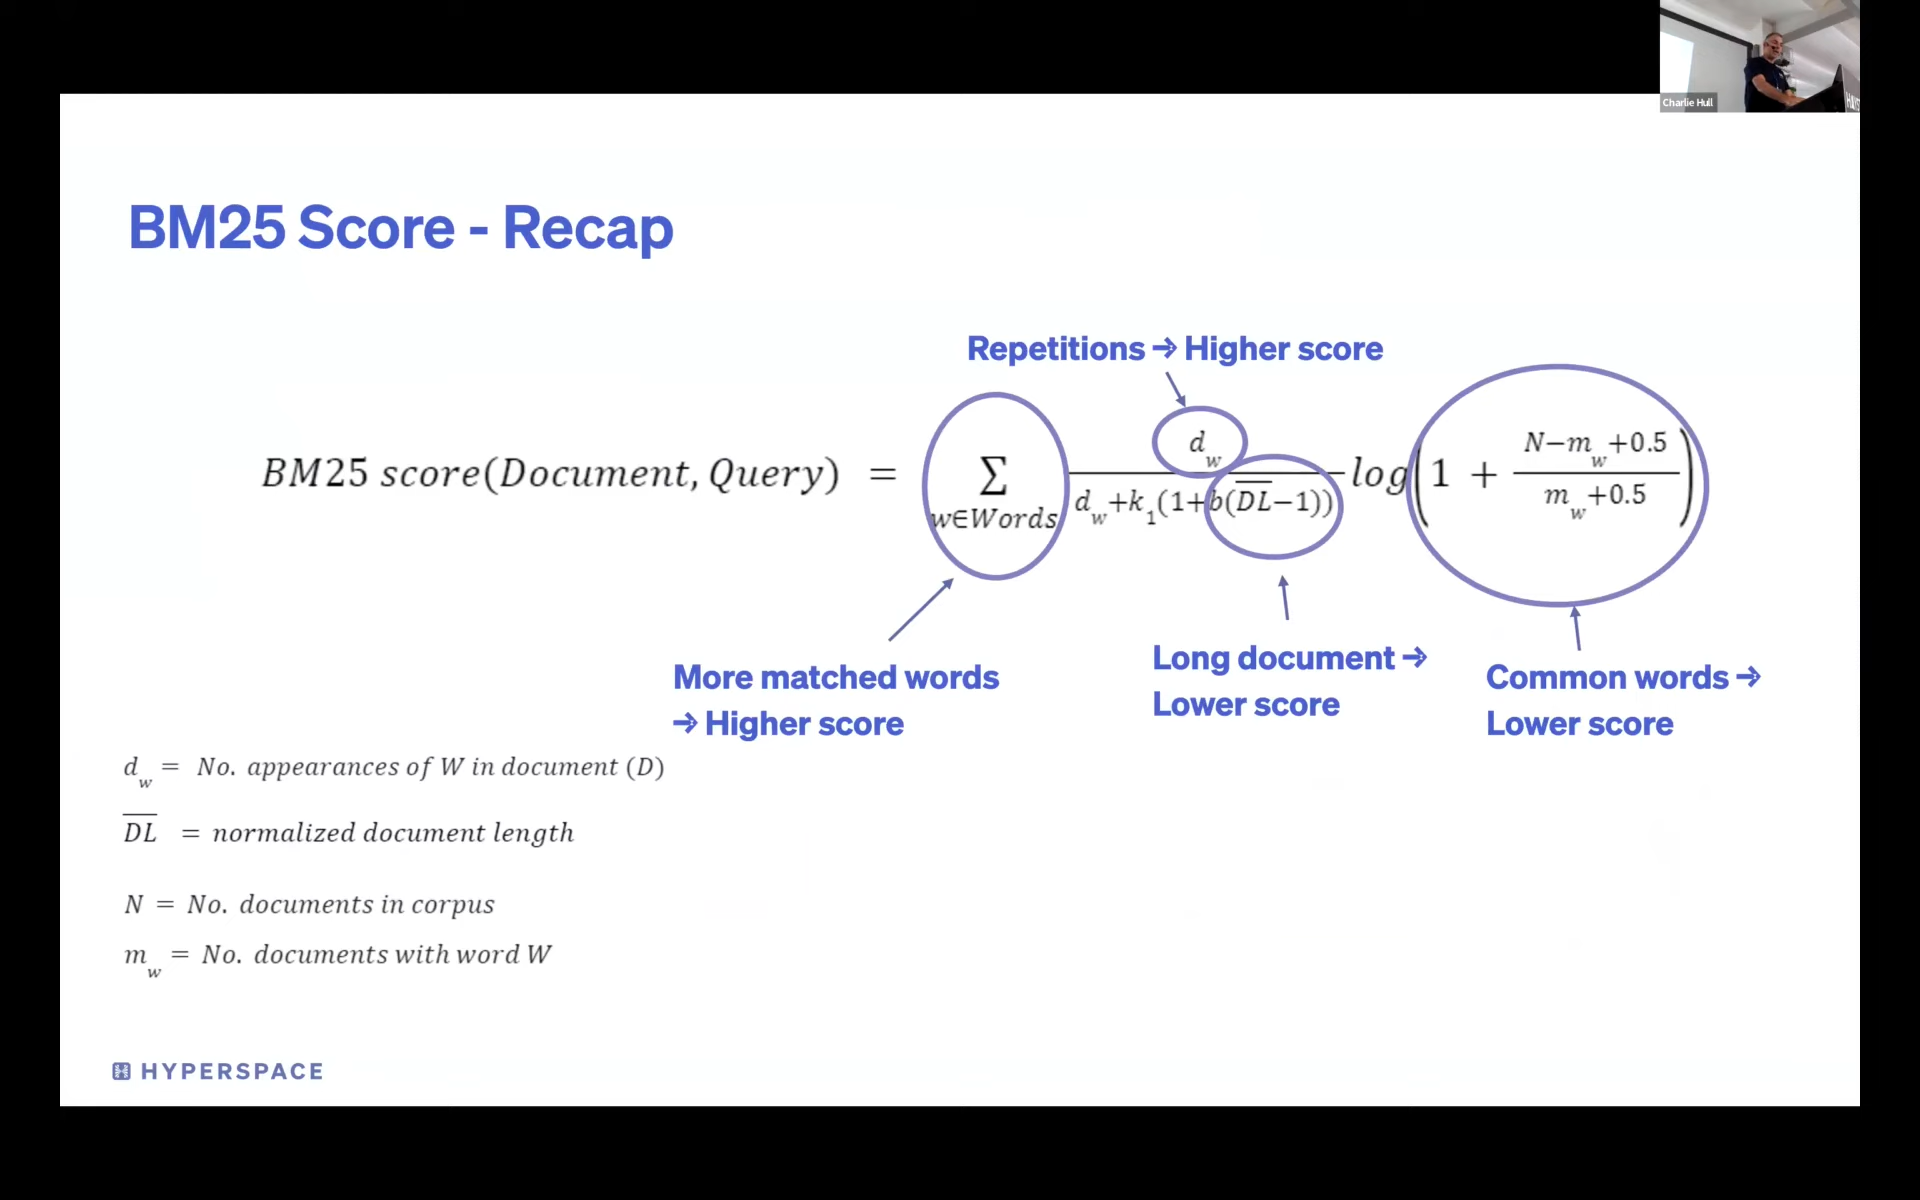 Charlie Hull
BM25 Score - Recap
Repetitions → Higher score
BM25 score(Document, Query) = ∑ w∈Words d_w / d_w+k_1(1+b(\overline{DL}−1)) log(1 + N−m_w+0.5 / m_w+0.5)
More matched words
→ Higher score
Long document →
Lower score
Common words →
Lower score
d_w = No. appearances of W in document (D)
\overline{DL} = normalized document length
N = No. documents in corpus
m_w = No. documents with word W
HYPERSPACE